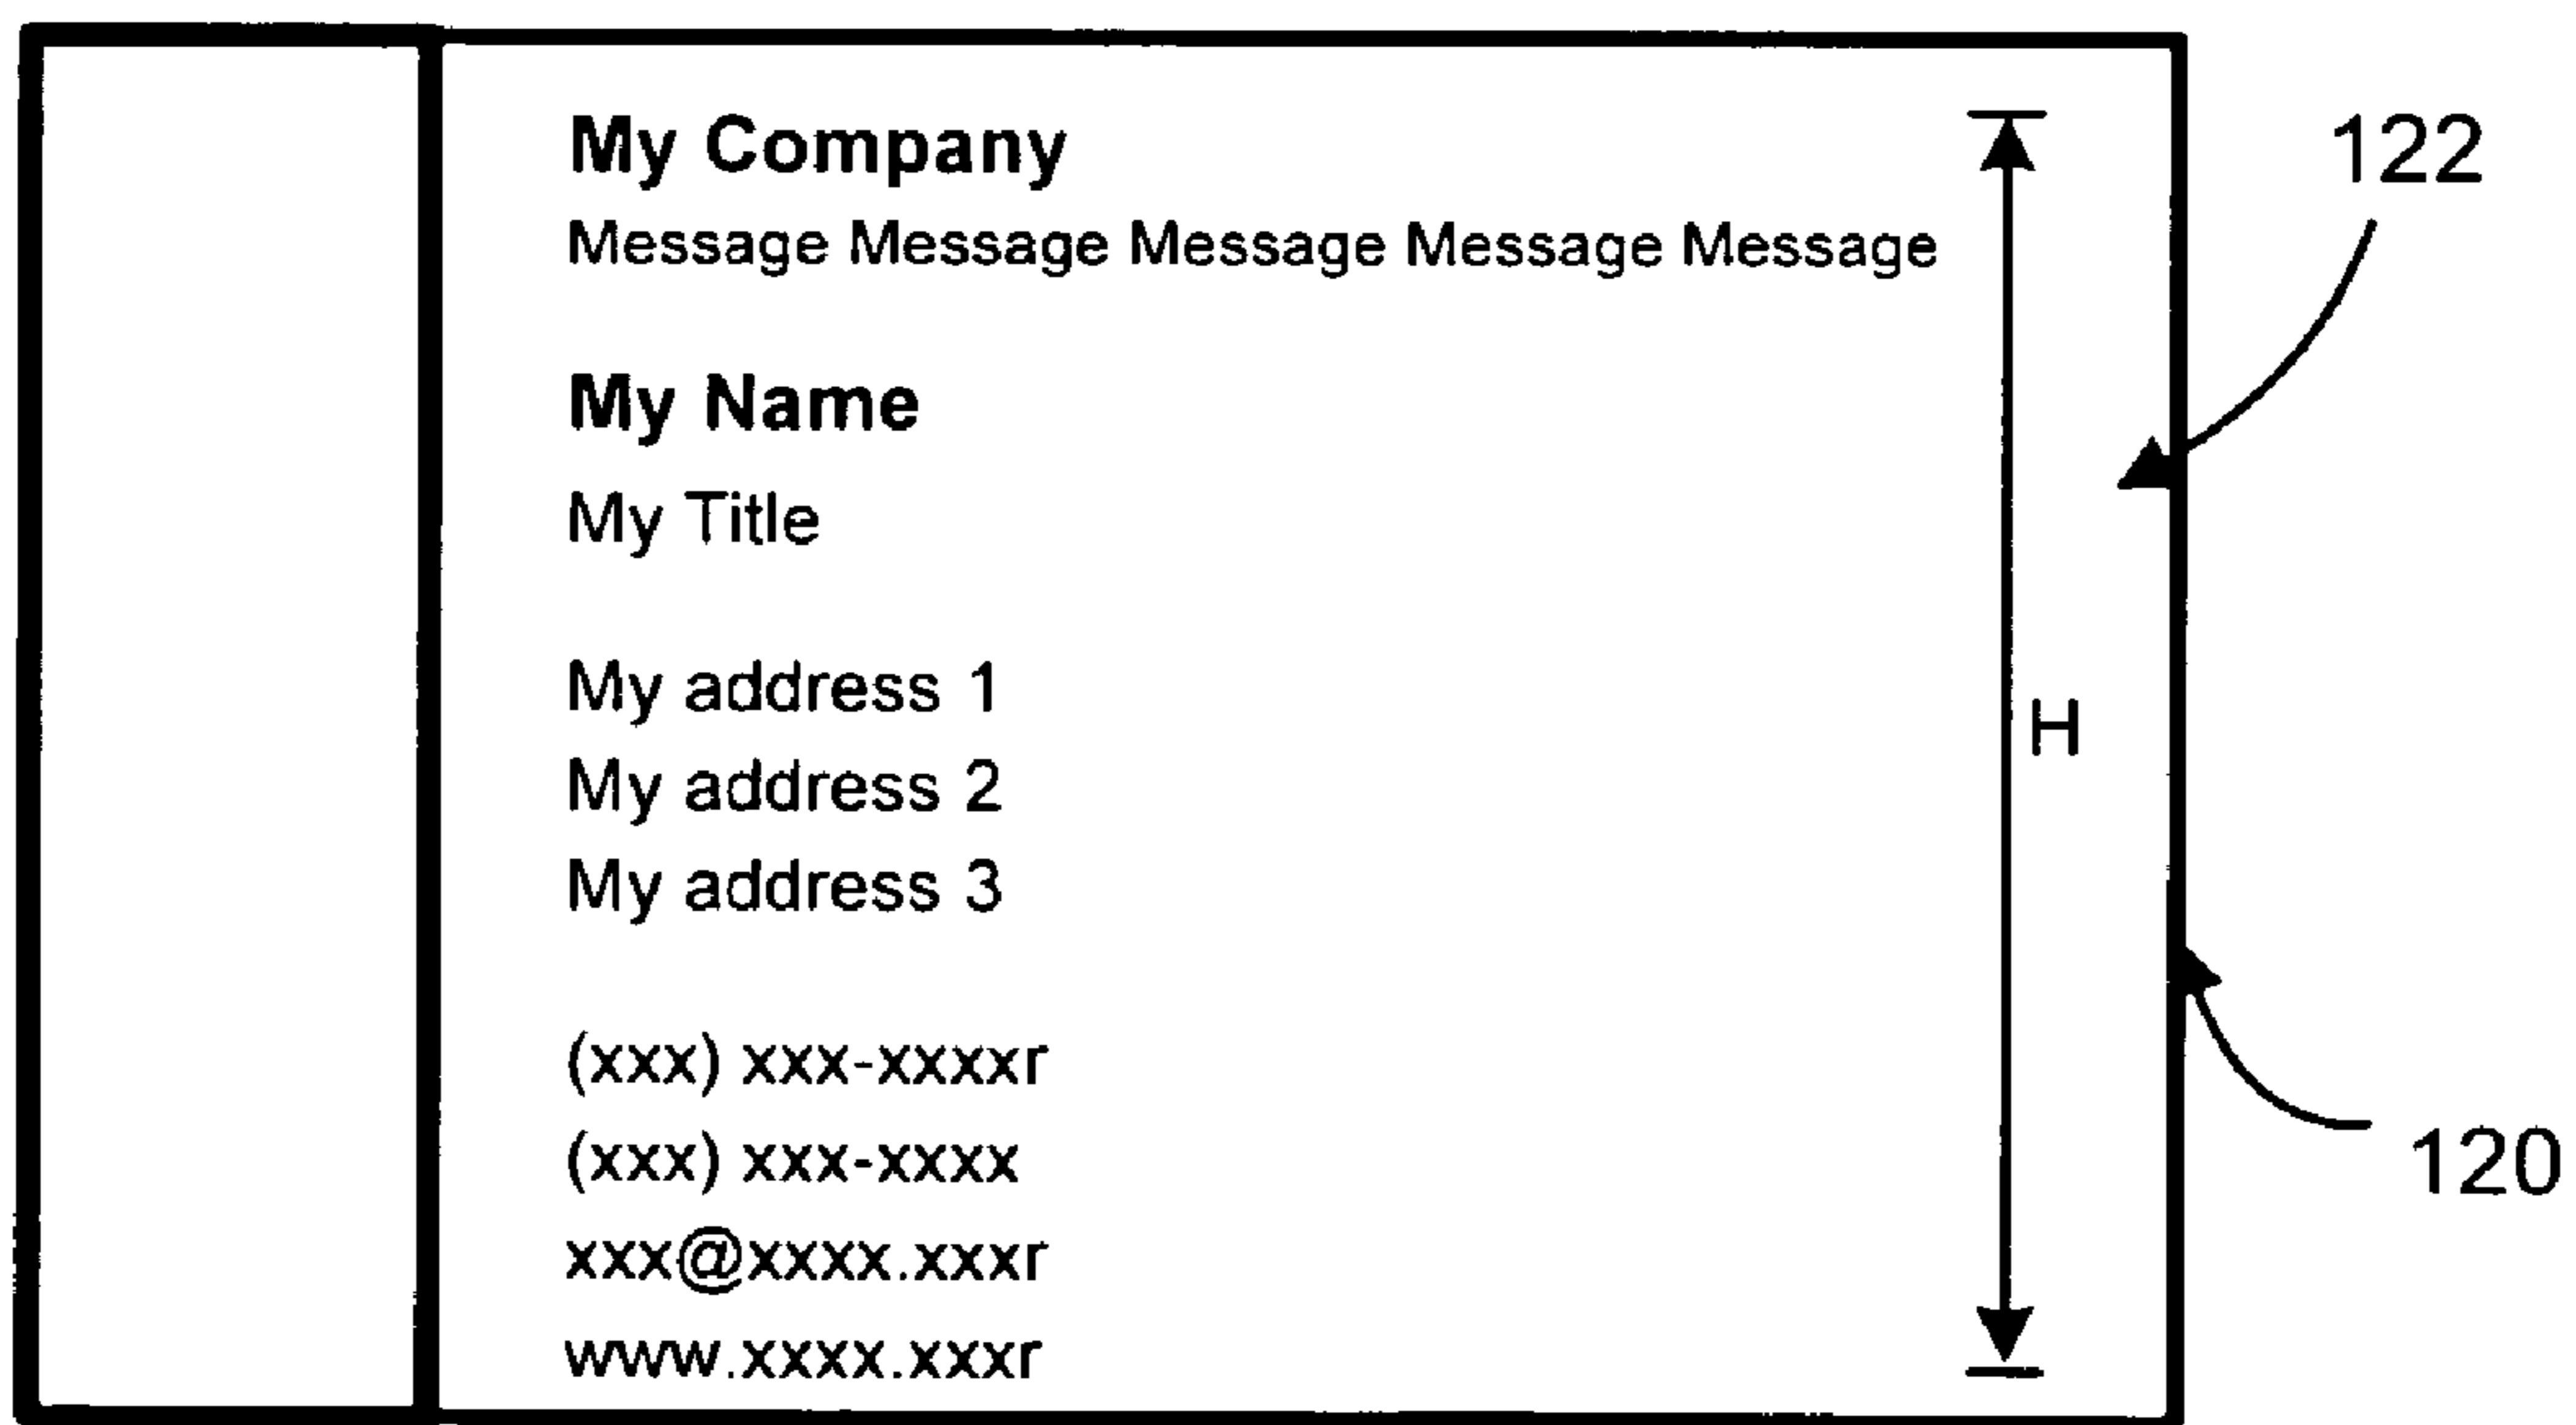 My Company
Message Message Message Message Message
My Name
My Title
My address 1
My address 2
My address 3
(xxx) xxx-xxxxr
(xxx) xxx-xxxx
xxx@xxxx.xxxr
www.xxxx.xxxr
H
122
120